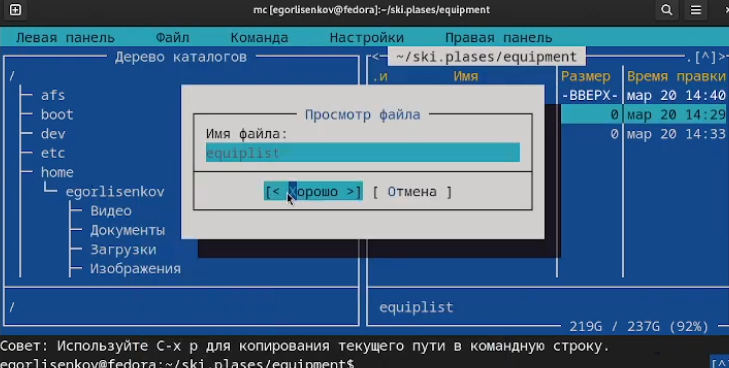 mc [egorlisenkov@fedora]:~/ski.plases/equipment
Левая панель Файл Команда Настройки Правая панель
Дерево каталогов
<— ~/ski.plases/equipment .[^]>
/
.и Имя Размер Время правки
afs
-ВВЕРХ- мар 20 14:40
boot
0 мар 20 14:29
dev
0 мар 20 14:33
etc
home
egorlisenkov
Видео
Документы
Загрузки
Изображения
Просмотр файла
Имя файла:
equiplist
[< Хорошо >] [ Отмена ]
/
equiplist
219G / 237G (92%)
Совет: Используйте C-x p для копирования текущего пути в командную строку.
egorlisenkov@fedora:~/ski.plases/equipment$
[^]